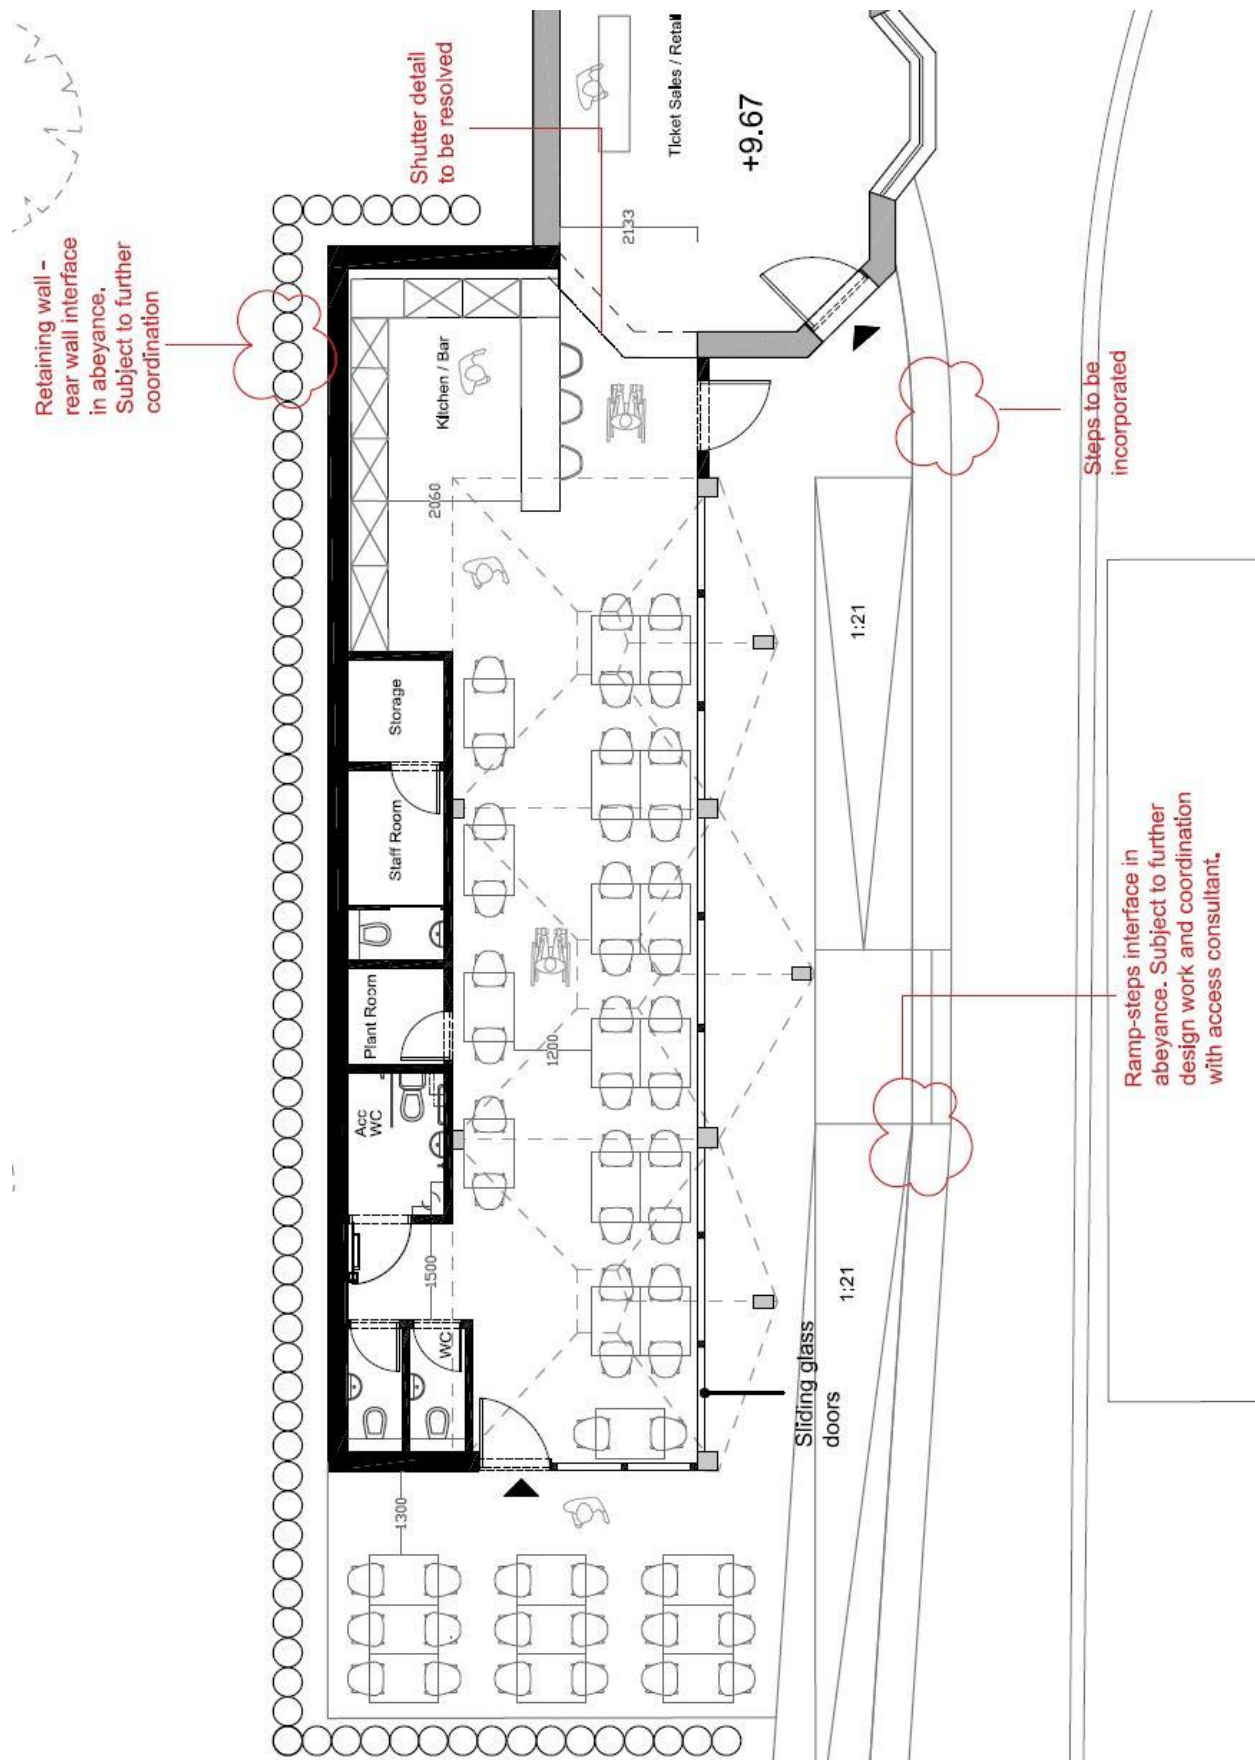 Retaining wall -
rear wall interface
in abeyance.
Subject to further
coordination
Shutter detail
to be resolved
Ticket Sales / Retail
+9.67
2133
Kitchen / Bar
2060
Storage
Staff Room
Plant Room
Acc
WC
1200
1500
WC
1300
Sliding glass
doors
1:21
1:21
Steps to be
incorporated
Ramp-steps interface in
abeyance. Subject to further
design work and coordination
with access consultant.